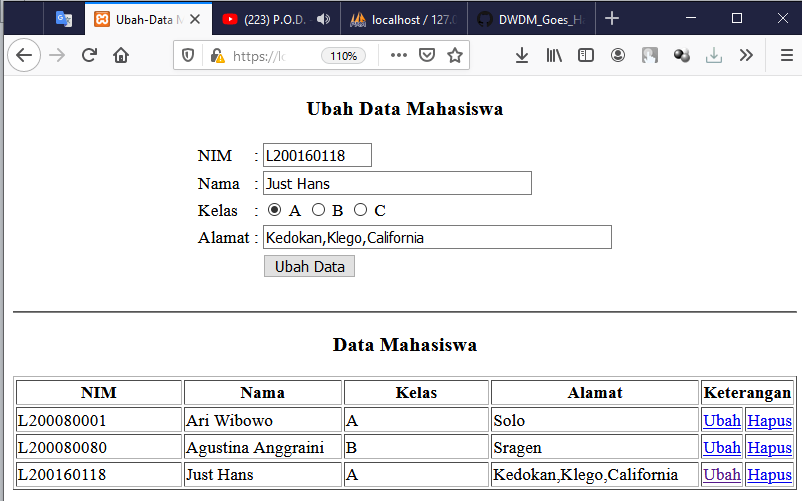 Ubah-Data M
(223) P.O.D. -
localhost / 127.0
DWDM_Goes_Ha
https://lo
110%
Ubah Data Mahasiswa
NIM : L200160118
Nama : Just Hans
Kelas : A B C
Alamat : Kedokan,Klego,California
Ubah Data
Data Mahasiswa
NIM Nama Kelas Alamat Keterangan
L200080001 Ari Wibowo A Solo Ubah Hapus
L200080080 Agustina Anggraini B Sragen Ubah Hapus
L200160118 Just Hans A Kedokan,Klego,California Ubah Hapus